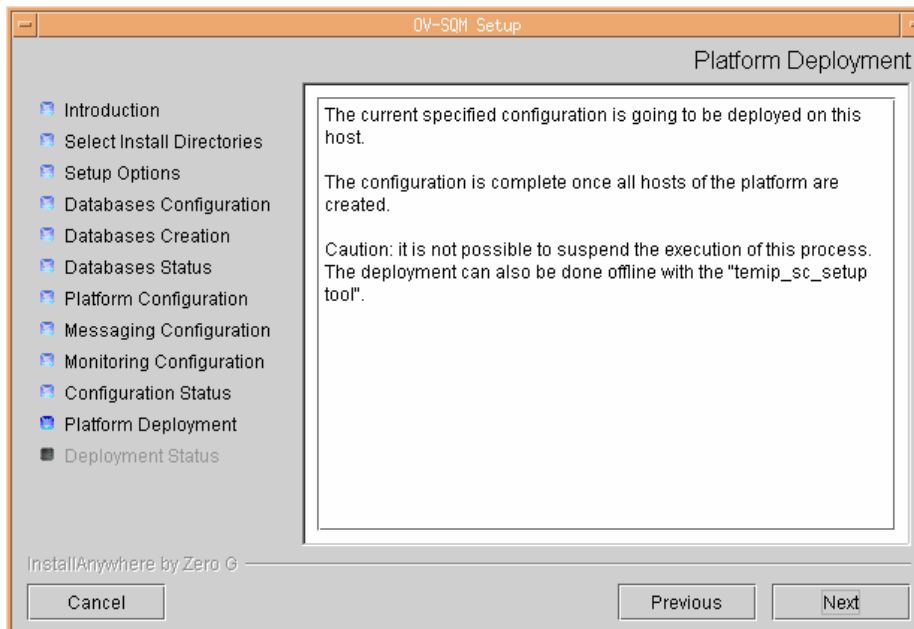 OV-SQM Setup
Platform Deployment
Introduction
Select Install Directories
Setup Options
Databases Configuration
Databases Creation
Databases Status
Platform Configuration
Messaging Configuration
Monitoring Configuration
Configuration Status
Platform Deployment
Deployment Status
The current specified configuration is going to be deployed on this
host.
The configuration is complete once all hosts of the platform are
created.
Caution: it is not possible to suspend the execution of this process.
The deployment can also be done offline with the "temip_sc_setup
tool".
InstallAnywhere by Zero G
Cancel
Previous
Next